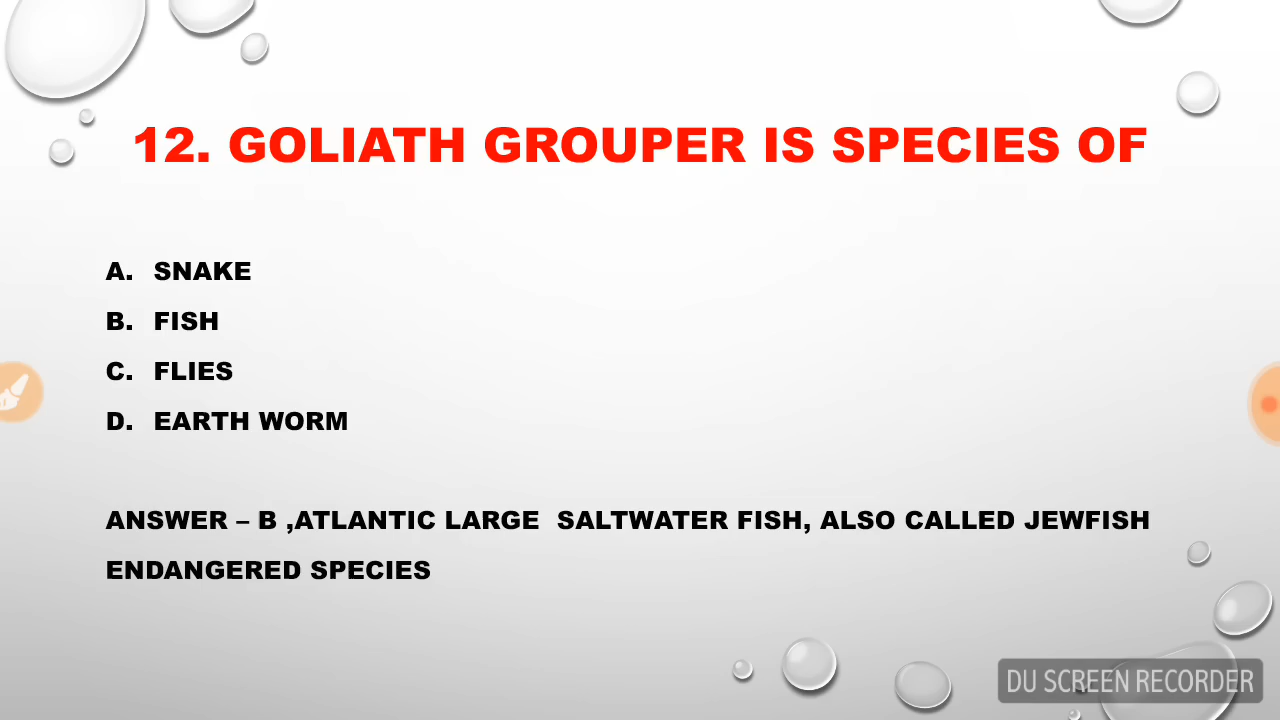 12. GOLIATH GROUPER IS SPECIES OF
A. SNAKE
B. FISH
C. FLIES
D. EARTH WORM
ANSWER – B ,ATLANTIC LARGE  SALTWATER FISH, ALSO CALLED JEWFISH
ENDANGERED SPECIES
DU SCREEN RECORDER